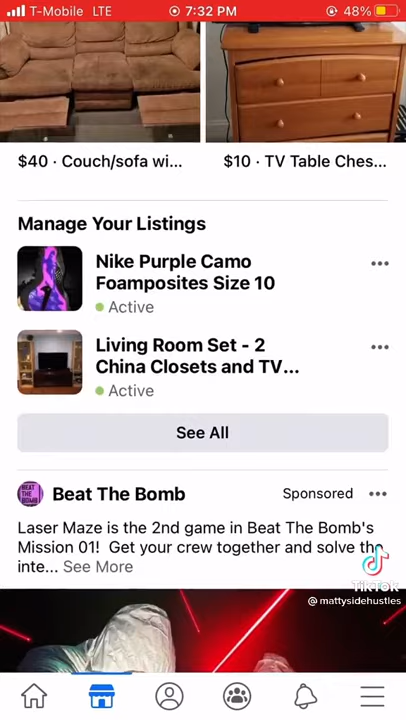 T-Mobile LTE 7:32 PM 48%
$40 · Couch/sofa wi...
$10 · TV Table Ches...
Manage Your Listings
Nike Purple Camo
Foamposites Size 10
Active
Living Room Set - 2
China Closets and TV...
Active
See All
BEAT
THE
BOMB
Beat The Bomb
Sponsored
Laser Maze is the 2nd game in Beat The Bomb's
Mission 01! Get your crew together and solve the
inte... See More
TikTok
@mattysidehustles